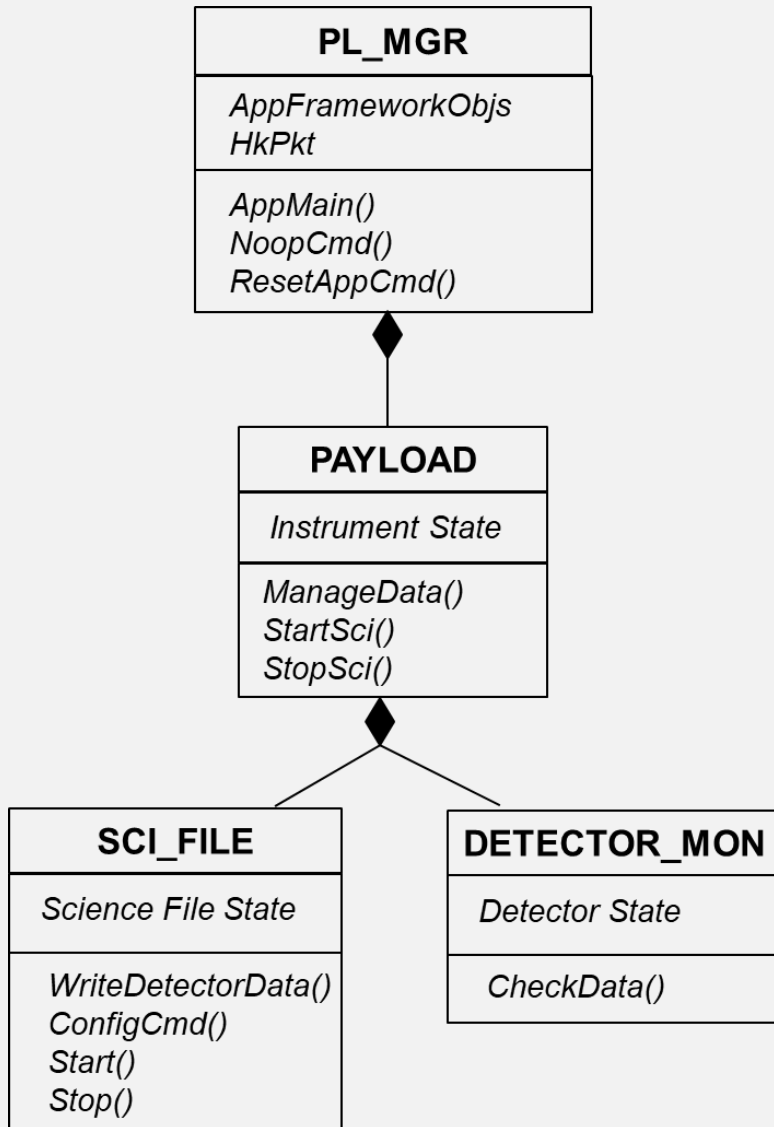 PL_MGR
AppFrameworkObjs
HkPkt
AppMain()
NoopCmd()
ResetAppCmd()
PAYLOAD
Instrument State
ManageData()
StartSci()
StopSci()
SCI_FILE
Science File State
WriteDetectorData()
ConfigCmd()
Start()
Stop()
DETECTOR_MON
Detector State
CheckData()